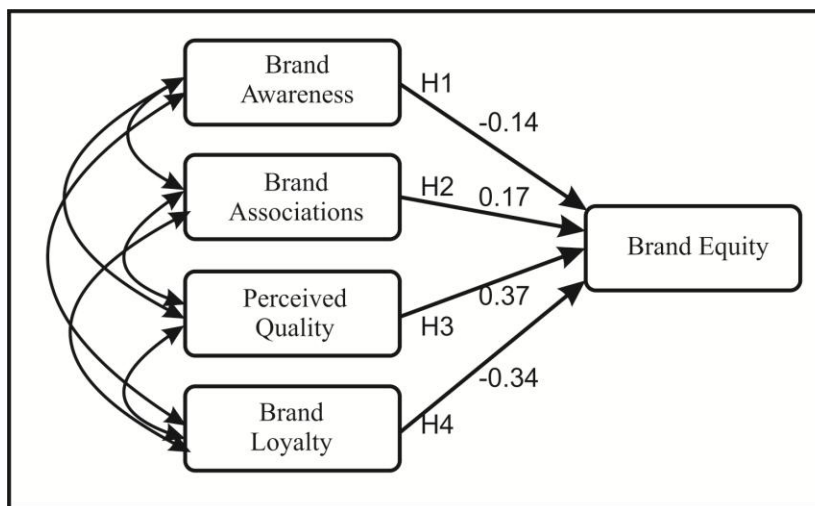 Brand
Awareness
H1
-0.14
Brand
Associations
H2
0.17
Brand Equity
Perceived
Quality
H3
0.37
Brand
Loyalty
H4
-0.34